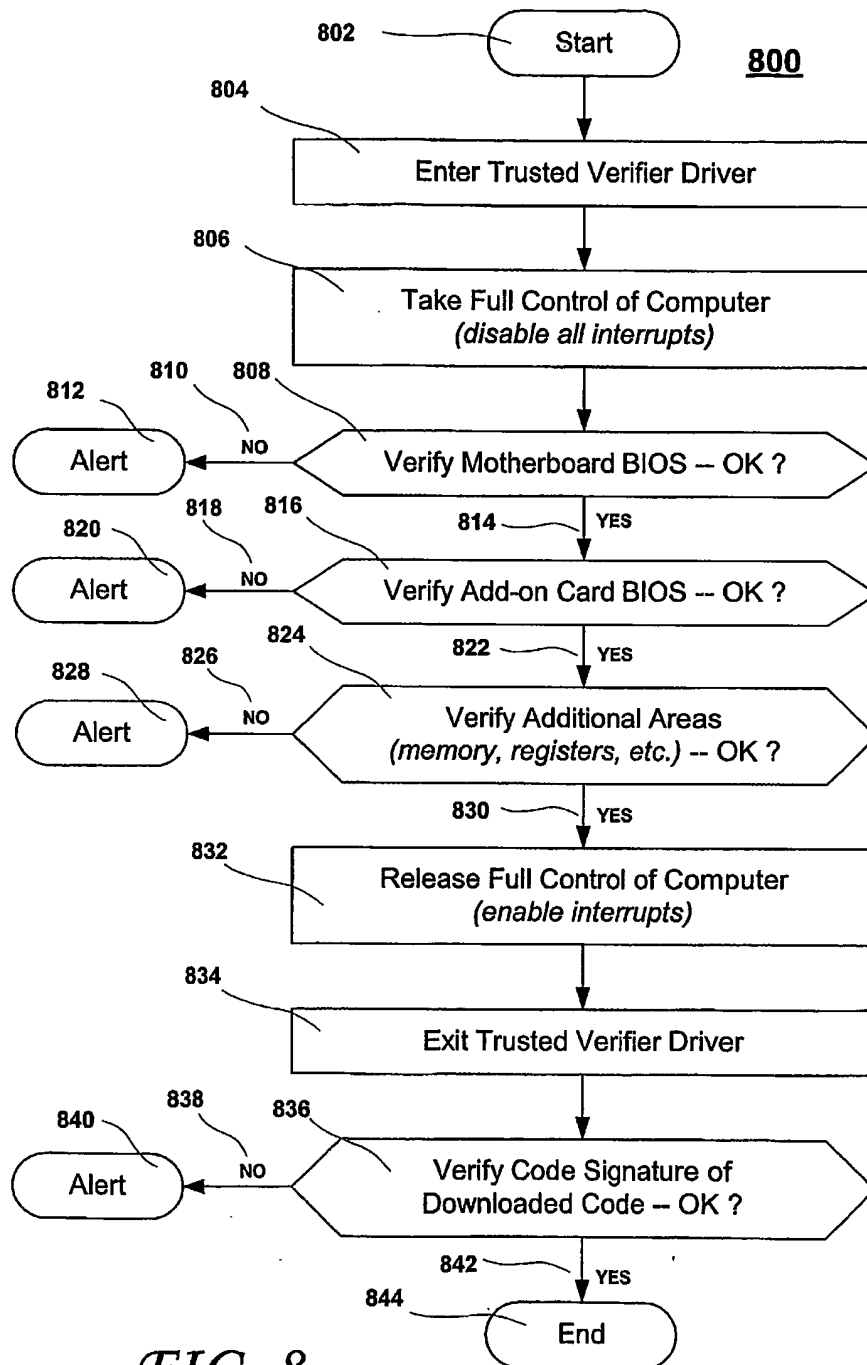 802
Start
800
804
Enter Trusted Verifier Driver
806
Take Full Control of Computer
(disable all interrupts)
812
810
808
Alert
NO
Verify Motherboard BIOS -- OK ?
814
YES
820
818
816
Alert
NO
Verify Add-on Card BIOS -- OK ?
822
YES
828
826
824
Alert
NO
Verify Additional Areas
(memory, registers, etc.) -- OK ?
830
YES
832
Release Full Control of Computer
(enable interrupts)
834
Exit Trusted Verifier Driver
840
838
836
Alert
NO
Verify Code Signature of
Downloaded Code -- OK ?
842
YES
844
End
FIG. 8